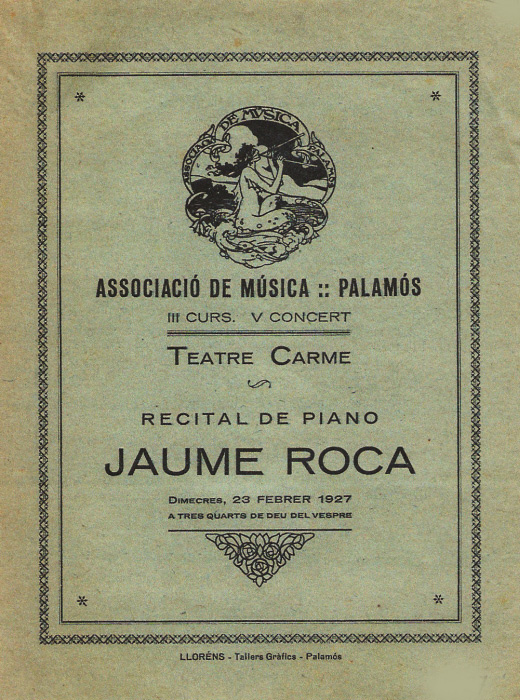 ASSOCIACIÓ DE MÚSICA PALAMÓS
ASSOCIACIÓ DE MÚSICA :: PALAMÓS
III CURS. V CONCERT
TEATRE CARME
RECITAL DE PIANO
JAUME ROCA
DIMECRES, 23 FEBRER 1927
A TRES QUARTS DE DEU DEL VESPRE
LLORÉNS - Tallers Gràfics - Palamós